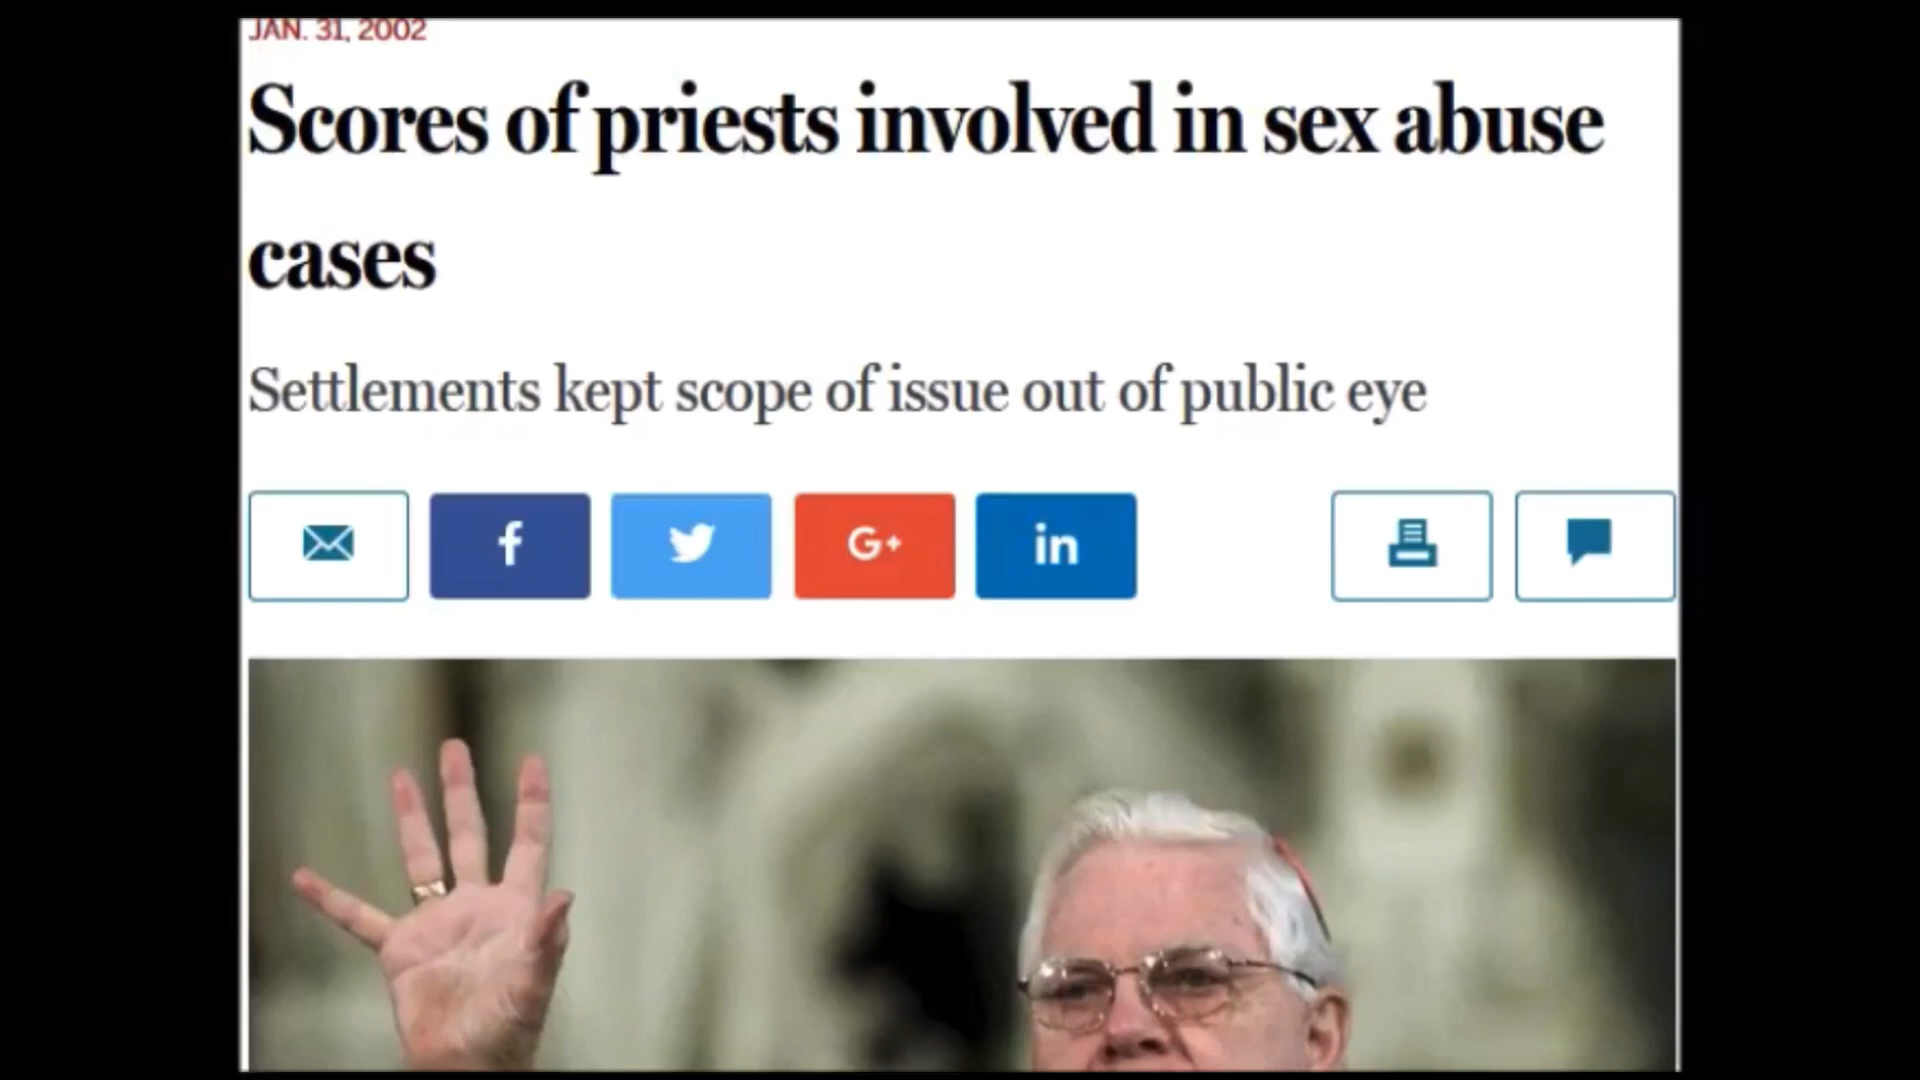 JAN. 31, 2002
Scores of priests involved in sex abuse
cases
Settlements kept scope of issue out of public eye
f G+ in